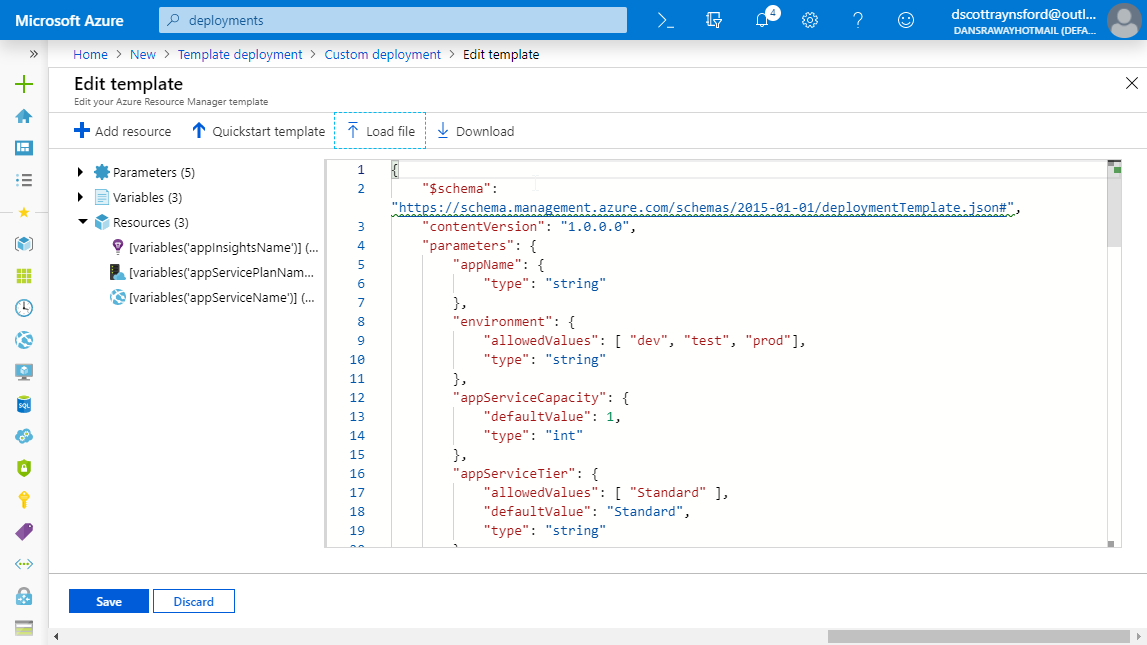 Microsoft Azure
deployments
4
dscottraynsford@outl...
DANSRAWAYHOTMAIL (DEFA...
Home > New > Template deployment > Custom deployment > Edit template
Edit template
Edit your Azure Resource Manager template
Add resource
Quickstart template
Load file
Download
Parameters (5)
Variables (3)
Resources (3)
[variables('appInsightsName')] (...
[variables('appServicePlanNam...
[variables('appServiceName')] (...
1 {
2 "$schema":
"https://schema.management.azure.com/schemas/2015-01-01/deploymentTemplate.json#",
3 "contentVersion": "1.0.0.0",
4 "parameters": {
5 "appName": {
6 "type": "string"
7 },
8 "environment": {
9 "allowedValues": [ "dev", "test", "prod"],
10 "type": "string"
11 },
12 "appServiceCapacity": {
13 "defaultValue": 1,
14 "type": "int"
15 },
16 "appServiceTier": {
17 "allowedValues": [ "Standard" ],
18 "defaultValue": "Standard",
19 "type": "string"
SQL
Save
Discard